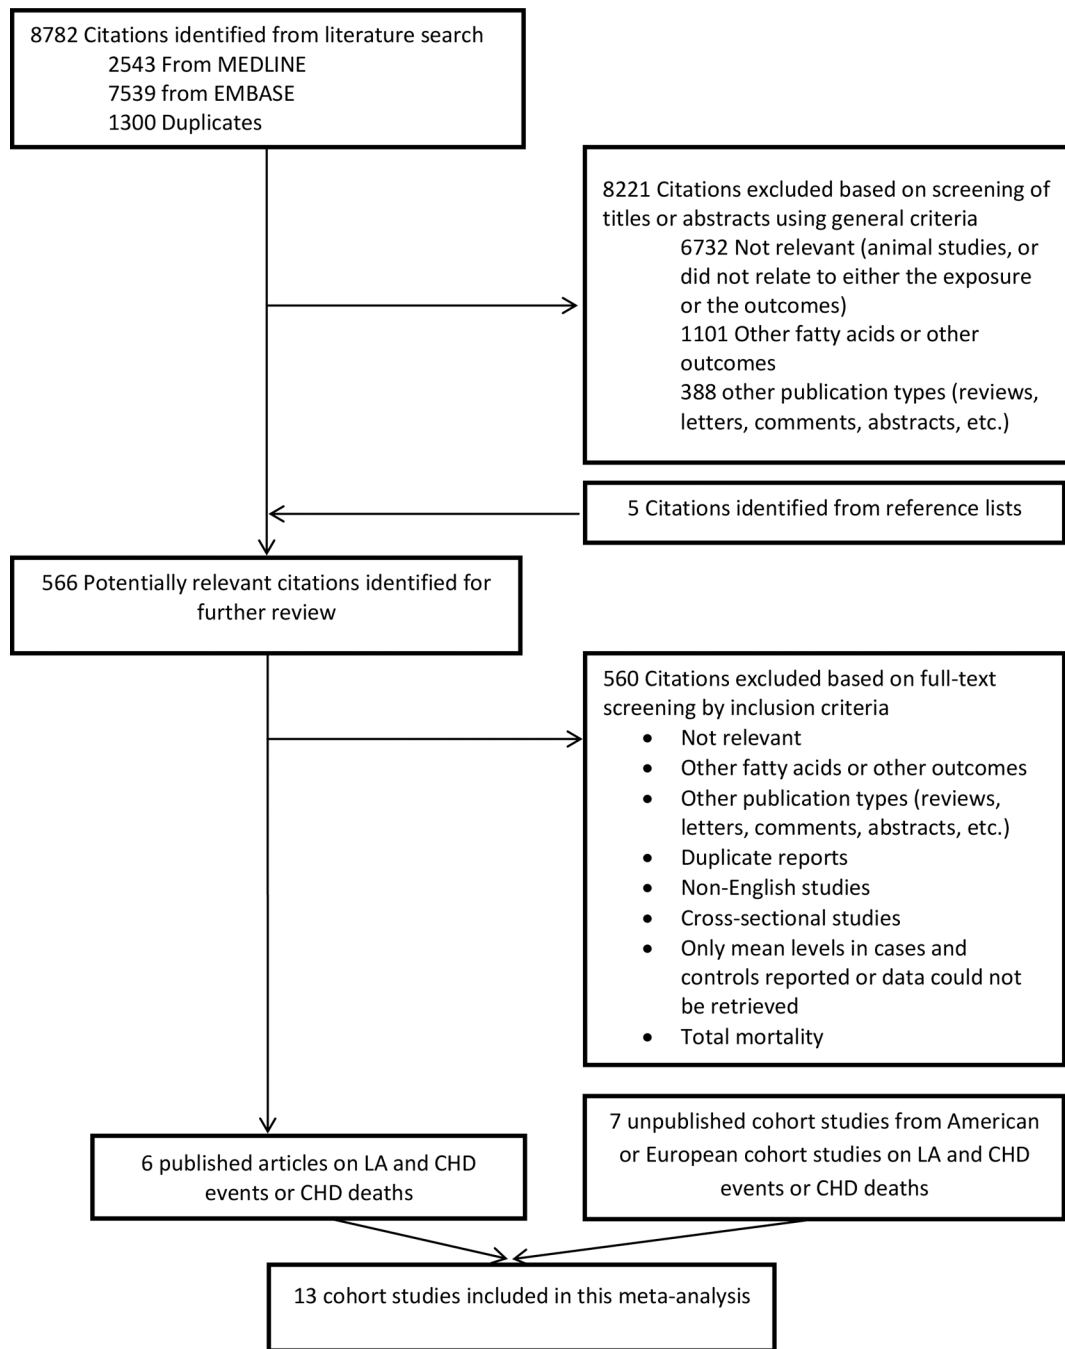 8782 Citations identified from literature search
2543 From MEDLINE
7539 from EMBASE
1300 Duplicates
8221 Citations excluded based on screening of
titles or abstracts using general criteria
6732 Not relevant (animal studies, or
did not relate to either the exposure
or the outcomes)
1101 Other fatty acids or other
outcomes
388 other publication types (reviews,
letters, comments, abstracts, etc.)
5 Citations identified from reference lists
566 Potentially relevant citations identified for
further review
560 Citations excluded based on full-text
screening by inclusion criteria
• Not relevant
• Other fatty acids or other outcomes
• Other publication types (reviews,
letters, comments, abstracts, etc.)
• Duplicate reports
• Non-English studies
• Cross-sectional studies
• Only mean levels in cases and
controls reported or data could not
be retrieved
• Total mortality
7 unpublished cohort studies from American
or European cohort studies on LA and CHD
events or CHD deaths
6 published articles on LA and CHD
events or CHD deaths
13 cohort studies included in this meta-analysis